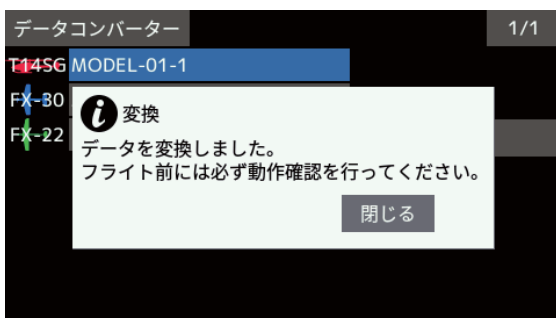 データコンバーター 1/1
T14SG MODEL-01-1
FX-30
FX-22
変換
データを変換しました。
フライト前には必ず動作確認を行ってください。
閉じる